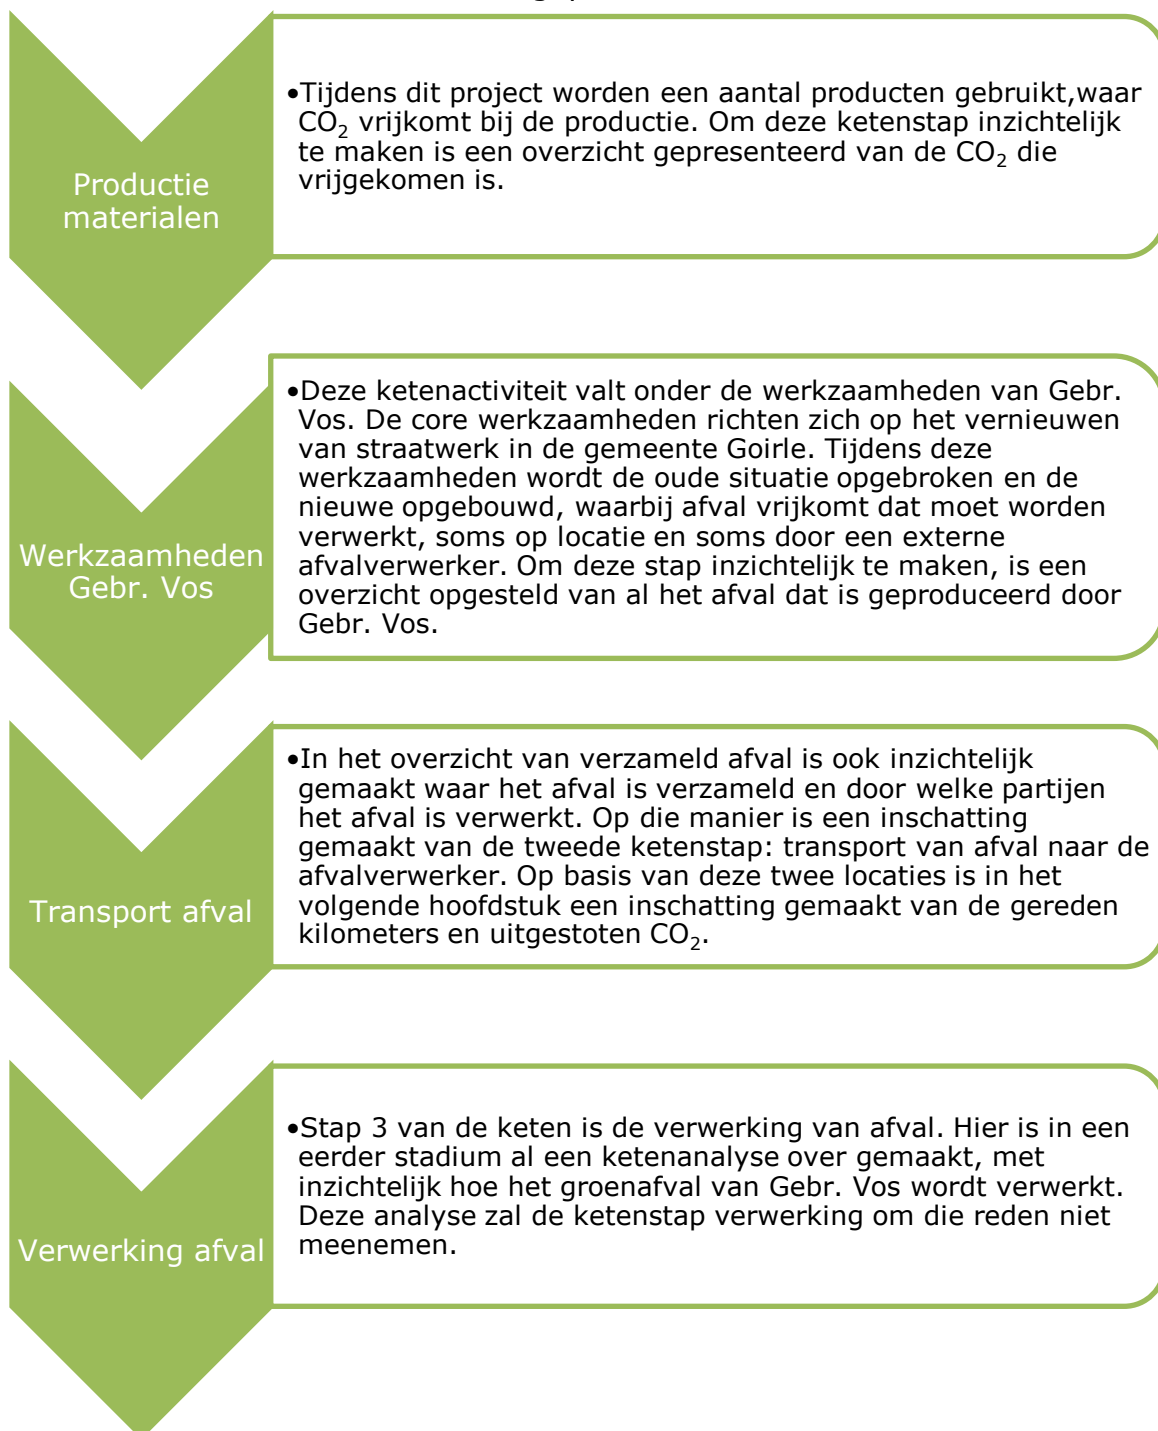 Productie
materialen
•Tijdens dit project worden een aantal producten gebruikt,waar
CO₂ vrijkomt bij de productie. Om deze ketenstap inzichtelijk
te maken is een overzicht gepresenteerd van de CO₂ die
vrijgekomen is.
Werkzaamheden
Gebr. Vos
•Deze ketenactiviteit valt onder de werkzaamheden van Gebr.
Vos. De core werkzaamheden richten zich op het vernieuwen
van straatwerk in de gemeente Goirle. Tijdens deze
werkzaamheden wordt de oude situatie opgebroken en de
nieuwe opgebouwd, waarbij afval vrijkomt dat moet worden
verwerkt, soms op locatie en soms door een externe
afvalverwerker. Om deze stap inzichtelijk te maken, is een
overzicht opgesteld van al het afval dat is geproduceerd door
Gebr. Vos.
Transport afval
•In het overzicht van verzameld afval is ook inzichtelijk
gemaakt waar het afval is verzameld en door welke partijen
het afval is verwerkt. Op die manier is een inschatting
gemaakt van de tweede ketenstap: transport van afval naar de
afvalverwerker. Op basis van deze twee locaties is in het
volgende hoofdstuk een inschatting gemaakt van de gereden
kilometers en uitgestoten CO₂.
Verwerking afval
•Stap 3 van de keten is de verwerking van afval. Hier is in een
eerder stadium al een ketenanalyse over gemaakt, met
inzichtelijk hoe het groenafval van Gebr. Vos wordt verwerkt.
Deze analyse zal de ketenstap verwerking om die reden niet
meenemen.